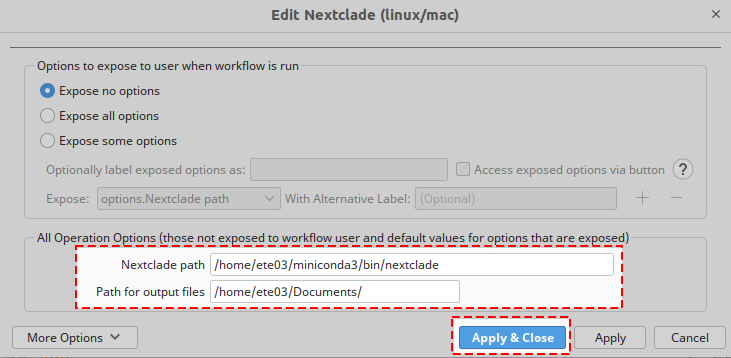 Edit Nextclade (linux/mac)
Options to expose to user when workflow is run
Expose no options
Expose all options
Expose some options
Optionally label exposed options as: Access exposed options via button ?
Expose: options.Nextclade path With Alternative Label: (Optional)
All Operation Options (those not exposed to workflow user and default values for options that are exposed)
Nextclade path /home/ete03/miniconda3/bin/nextclade
Path for output files /home/ete03/Documents/
More Options Apply & Close Apply Cancel